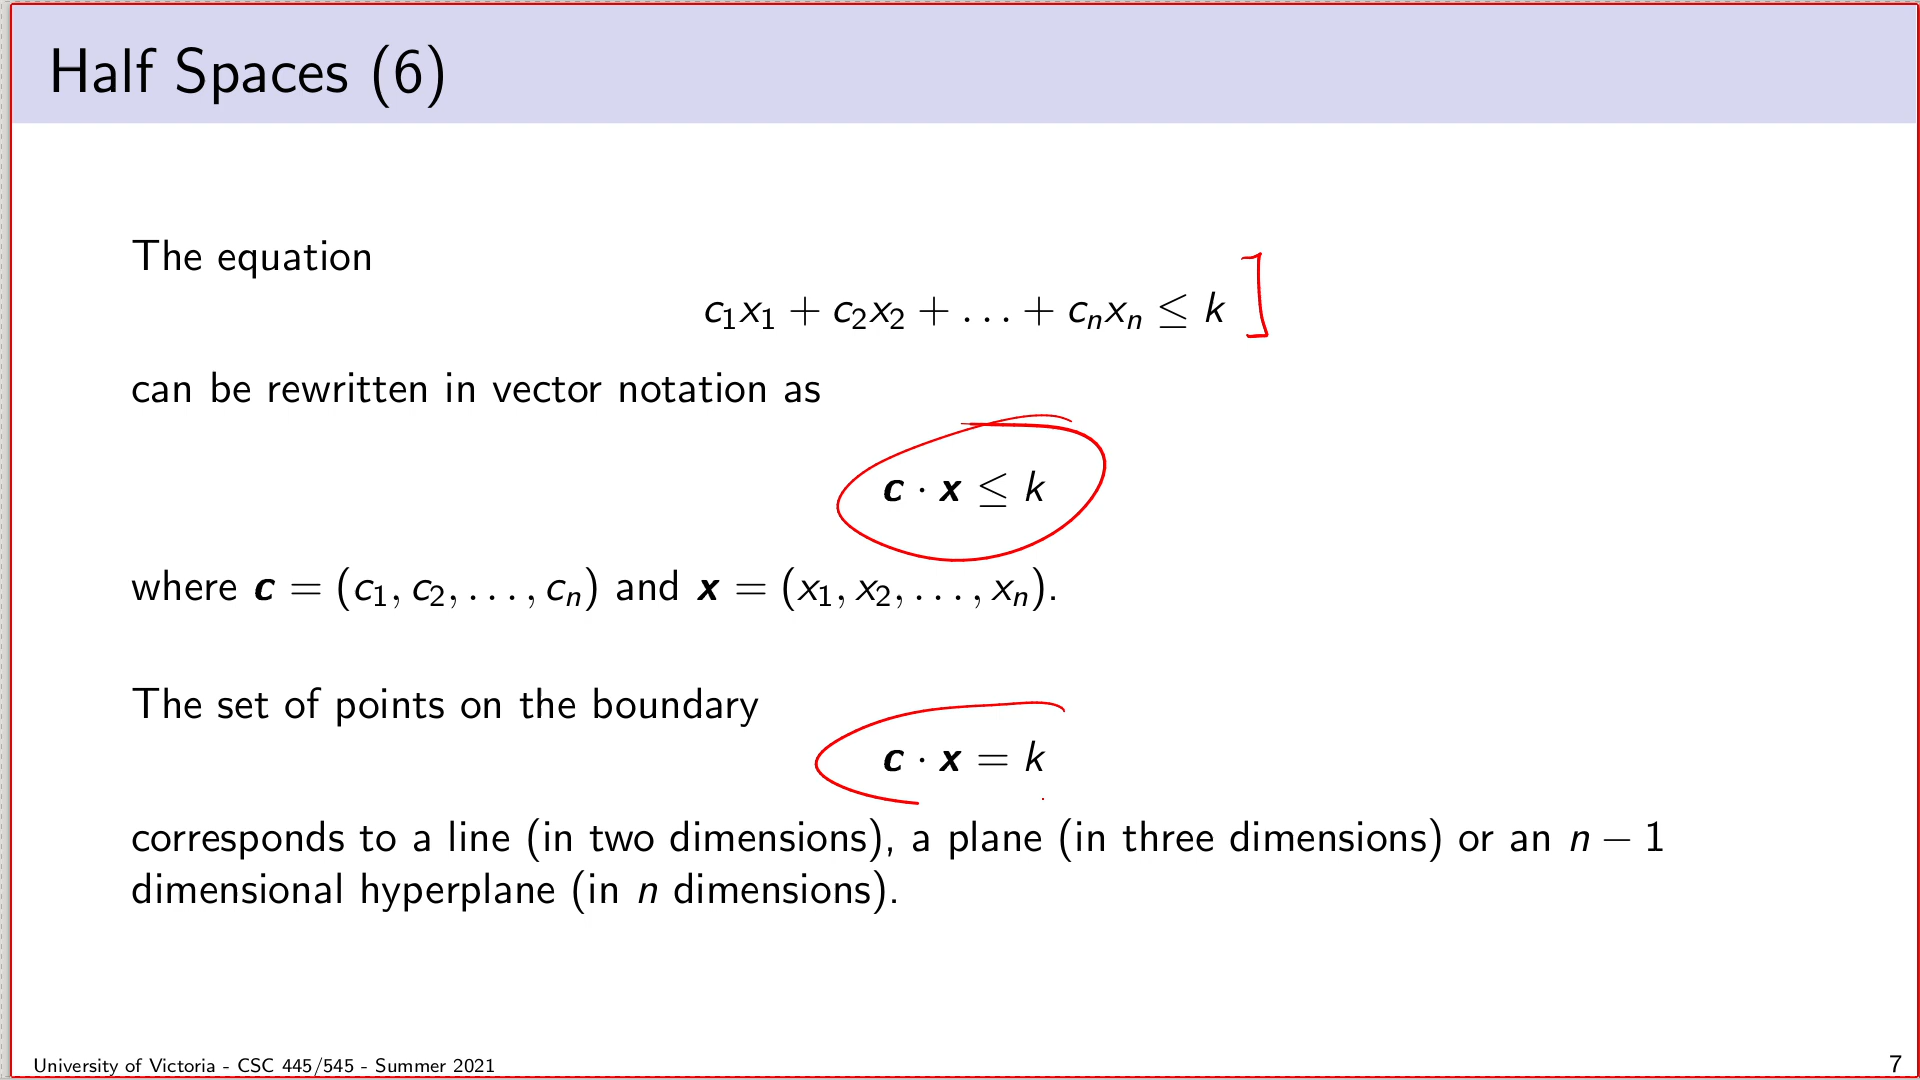 Half Spaces (6)
The equation
c₁x₁ + c₂x₂ + . . . + cₙxₙ ≤ k
can be rewritten in vector notation as
c · x ≤ k
where c = (c₁, c₂, . . . , cₙ) and x = (x₁, x₂, . . . , xₙ).
The set of points on the boundary
c · x = k
corresponds to a line (in two dimensions), a plane (in three dimensions) or an n − 1
dimensional hyperplane (in n dimensions).
University of Victoria - CSC 445/545 - Summer 2021
7